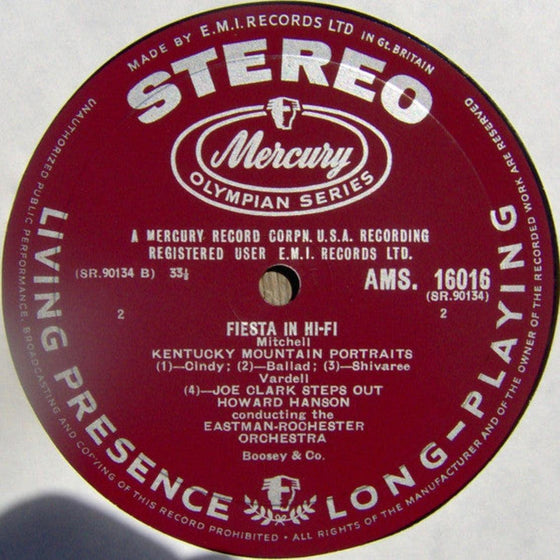 MADE BY E.M.I. RECORDS LTD IN Gt. BRITAIN
STEREO
Mercury
OLYMPIAN SERIES
A MERCURY RECORD CORPN. U.S.A. RECORDING
REGISTERED USER E.M.I. RECORDS LTD.
(SR.90134 B) 33⅓
AMS. 16016
(SR.90134)
2
2
FIESTA IN HI-FI
Mitchell
KENTUCKY MOUNTAIN PORTRAITS
(1)—Cindy; (2)—Ballad; (3)—Shivaree
Vardell
(4)—JOE CLARK STEPS OUT
HOWARD HANSON
conducting the
EASTMAN-ROCHESTER
ORCHESTRA
Boosey & Co.
LIVING PRESENCE
LONG—PLAYING
UNAUTHORIZED PUBLIC PERFORMANCE, BROADCASTING AND COPYING OF THIS RECORD PROHIBITED • ALL RIGHTS OF THE MANUFACTURER AND OF THE OWNER OF THE RECORDED WORK ARE RESERVED